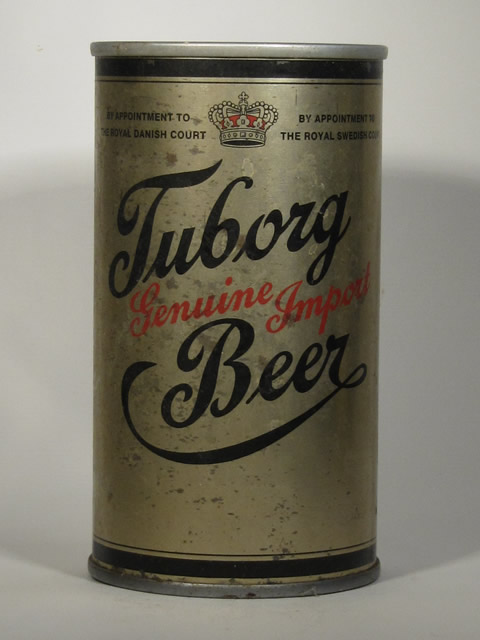 BY APPOINTMENT TO
THE ROYAL DANISH COURT
BY APPOINTMENT TO
THE ROYAL SWEDISH COURT
Tuborg
Genuine Import
Beer